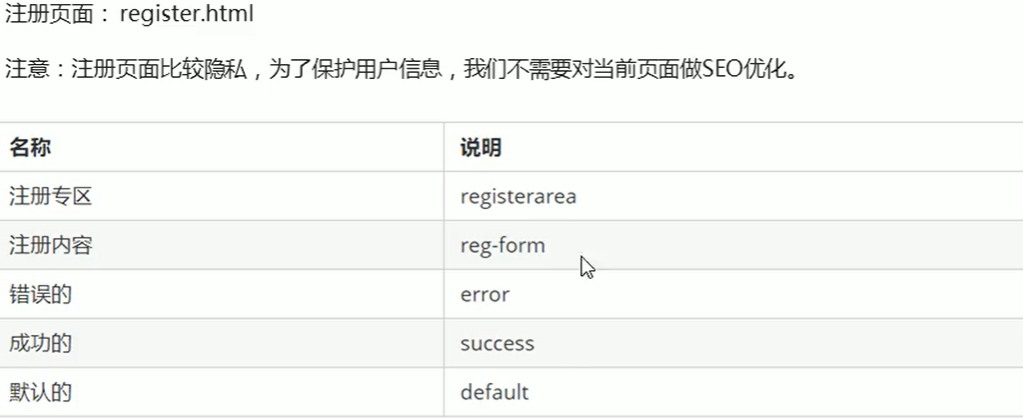 注册页面：register.html
注意：注册页面比较隐私，为了保护用户信息，我们不需要对当前页面做SEO优化。
名称 说明
注册专区 registerarea
注册内容 reg-form
错误的 error
成功的 success
默认的 default